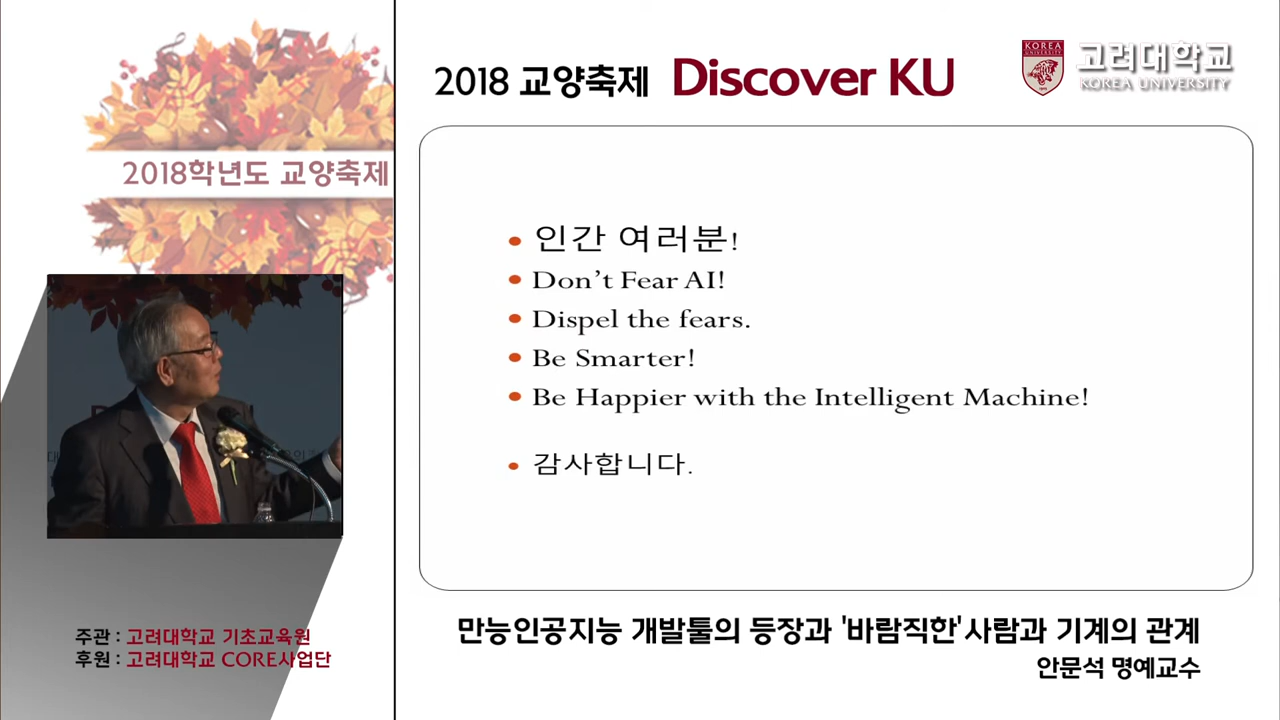 2018 교양축제 Discover KU
KOREA
UNIVERSITY
고려대학교
KOREA UNIVERSITY
2018학년도 교양축제
• 인간 여러분!
• Don't Fear AI!
• Dispel the fears.
• Be Smarter!
• Be Happier with the Intelligent Machine!
• 감사합니다.
주관 : 고려대학교 기초교육원
후원 : 고려대학교 CORE사업단
만능인공지능 개발툴의 등장과 '바람직한' 사람과 기계의 관계
안문석 명예교수